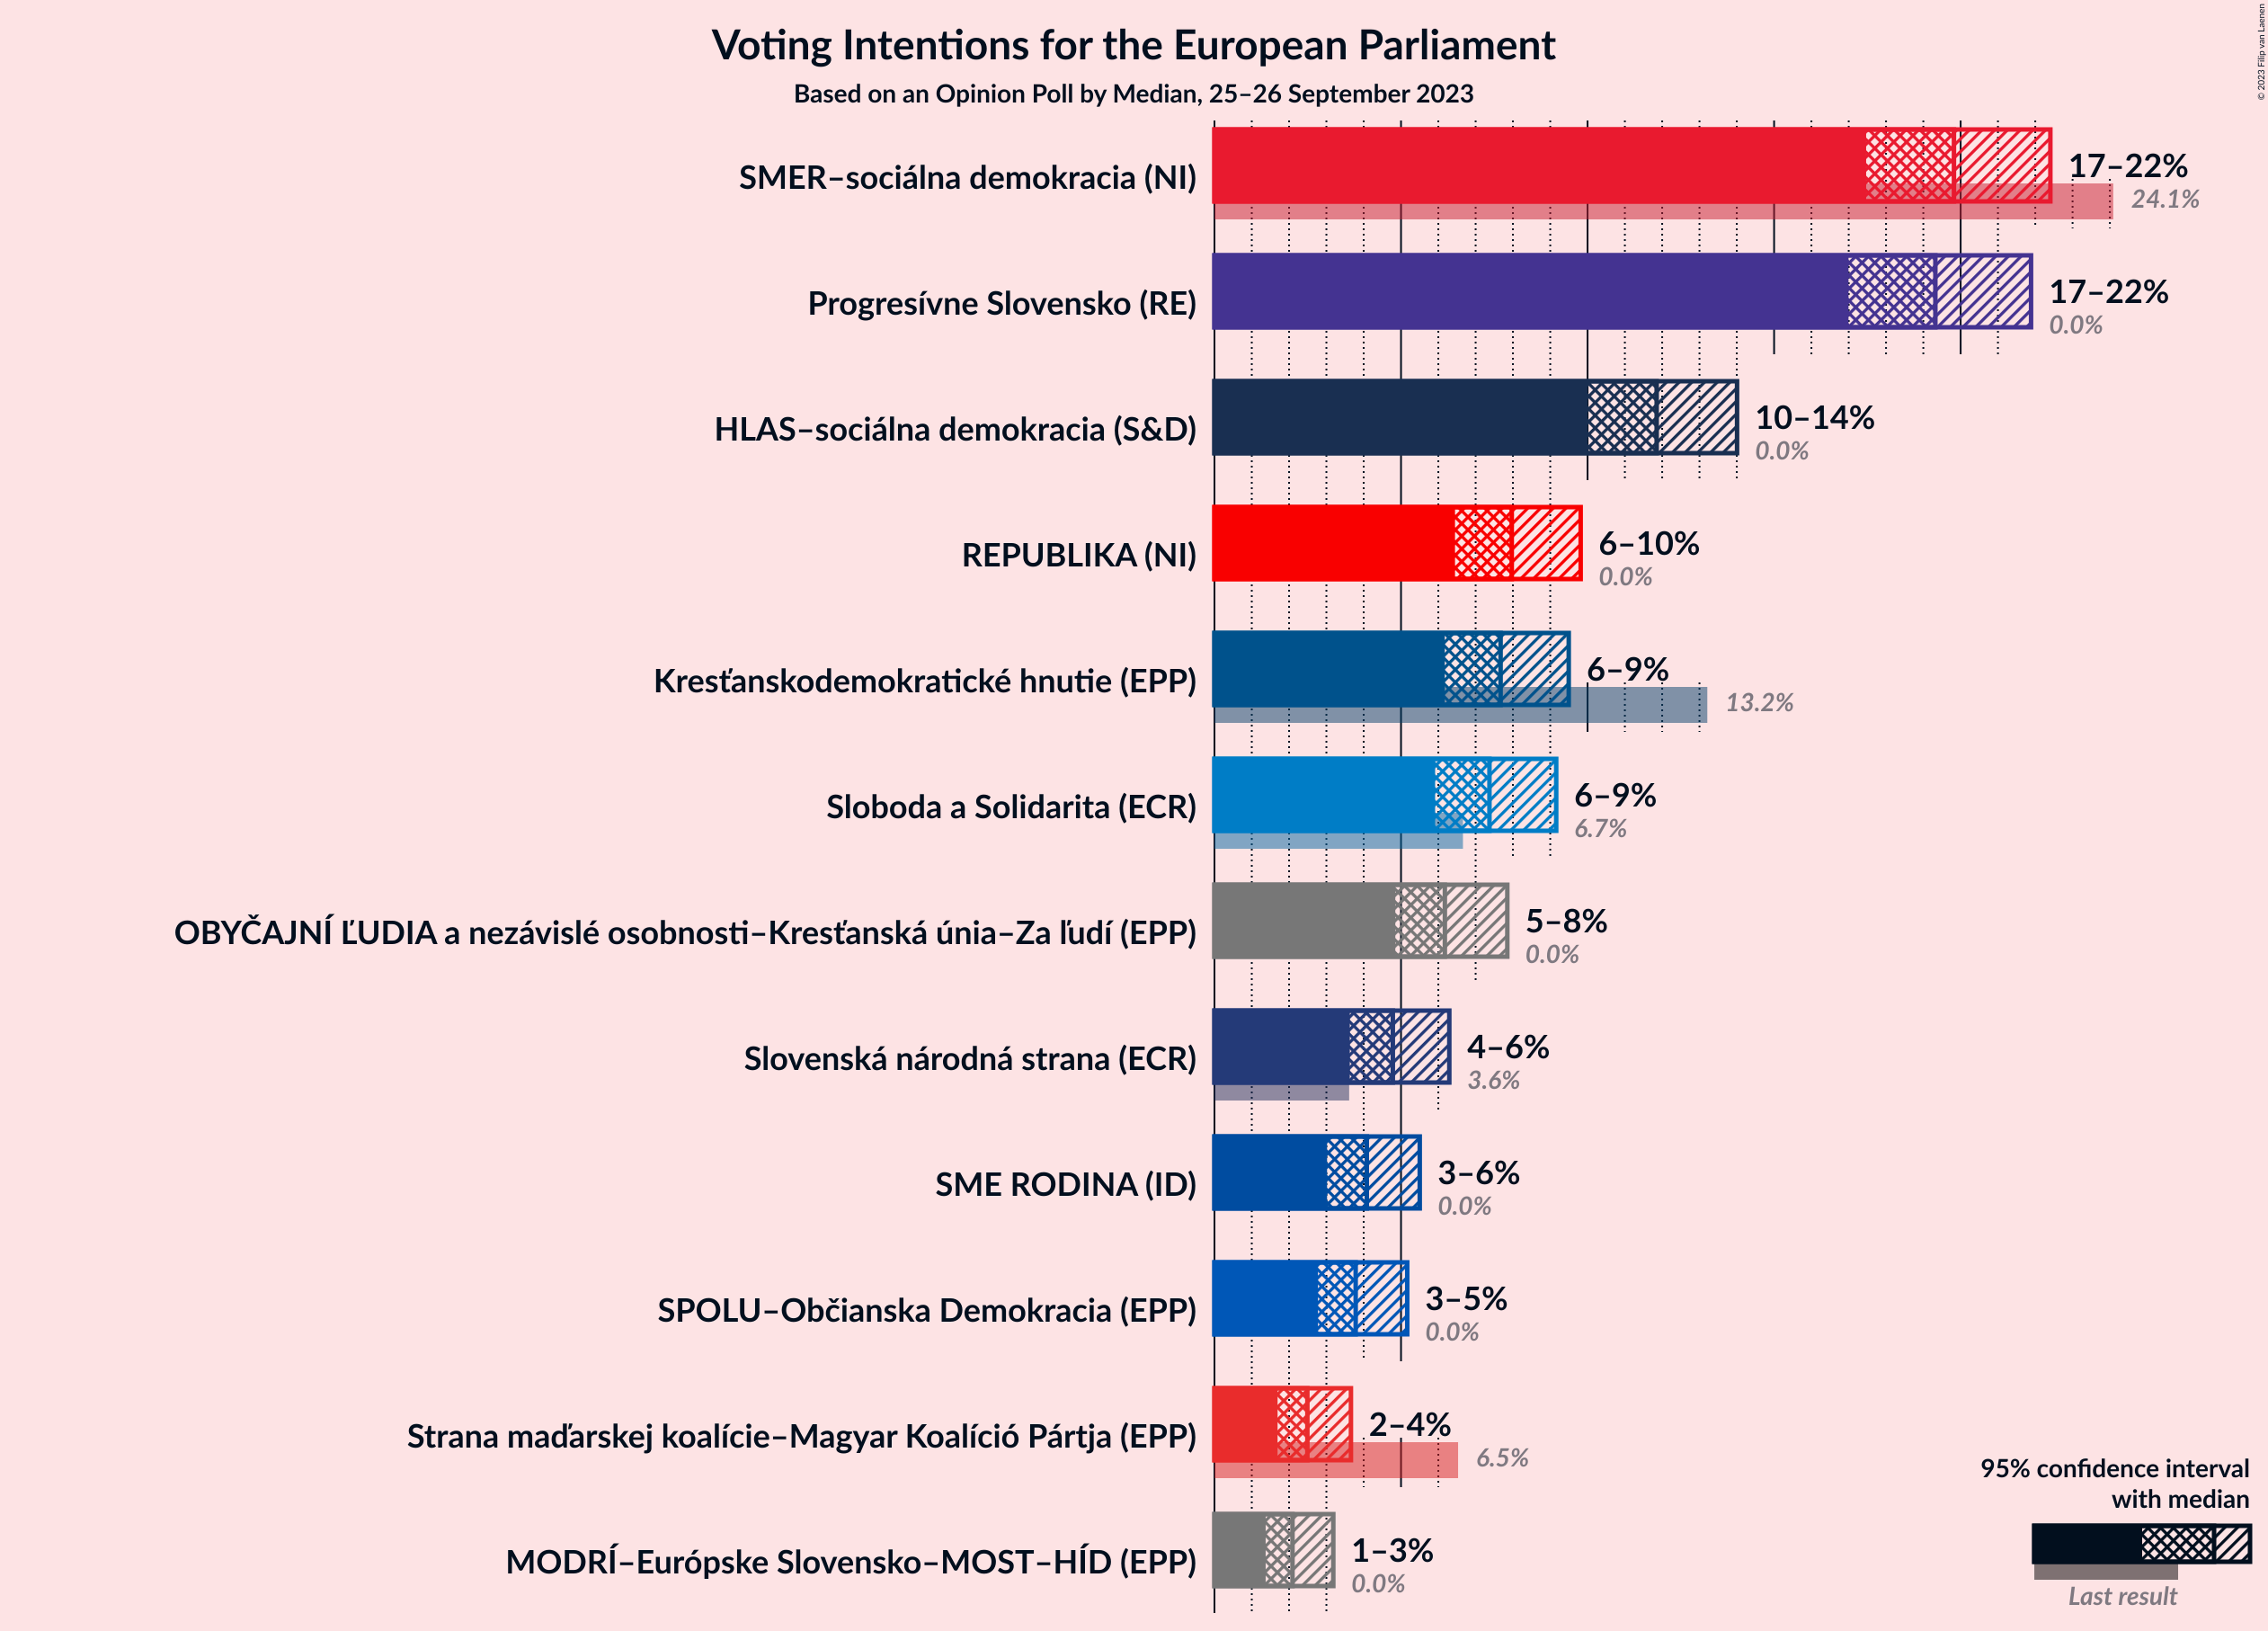 Voting Intentions for the European Parliament
Based on an Opinion Poll by Median, 25–26 September 2023
© 2023 Filip van Laenen
SMER–sociálna demokracia (NI)
17–22%
24.1%
Progresívne Slovensko (RE)
17–22%
0.0%
HLAS–sociálna demokracia (S&D)
10–14%
0.0%
REPUBLIKA (NI)
6–10%
0.0%
Kresťanskodemokratické hnutie (EPP)
6–9%
13.2%
Sloboda a Solidarita (ECR)
6–9%
6.7%
OBYČAJNÍ ĽUDIA a nezávislé osobnosti–Kresťanská únia–Za ľudí (EPP)
5–8%
0.0%
Slovenská národná strana (ECR)
4–6%
3.6%
SME RODINA (ID)
3–6%
0.0%
SPOLU–Občianska Demokracia (EPP)
3–5%
0.0%
Strana maďarskej koalície–Magyar Koalíció Pártja (EPP)
2–4%
6.5%
MODRÍ–Európske Slovensko–MOST–HÍD (EPP)
1–3%
0.0%
95% confidence interval
with median
Last result